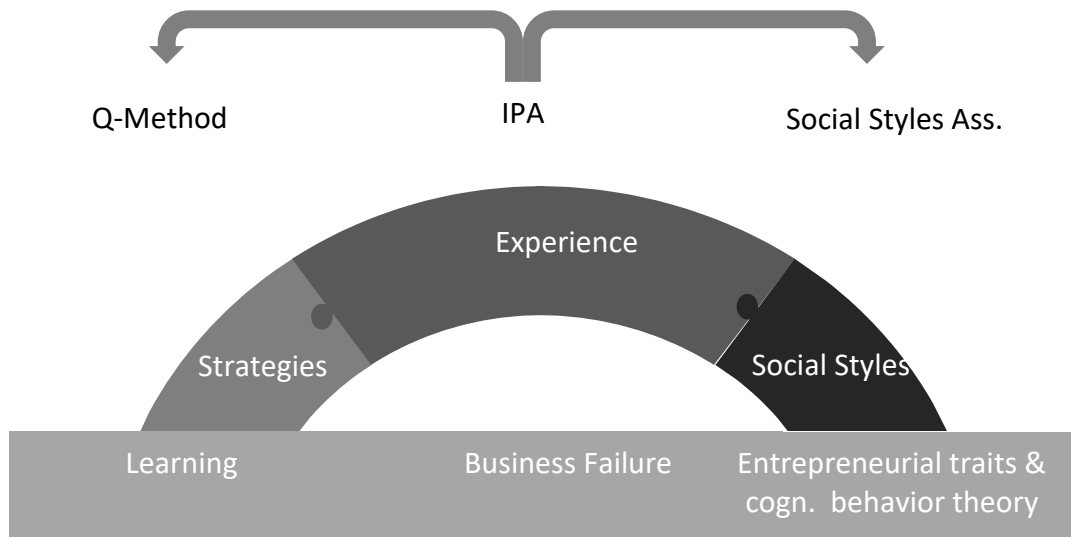 Q-Method
IPA
Social Styles Ass.
Experience
Strategies
Social Styles
Learning
Business Failure
Entrepreneurial traits &
cogn. behavior theory